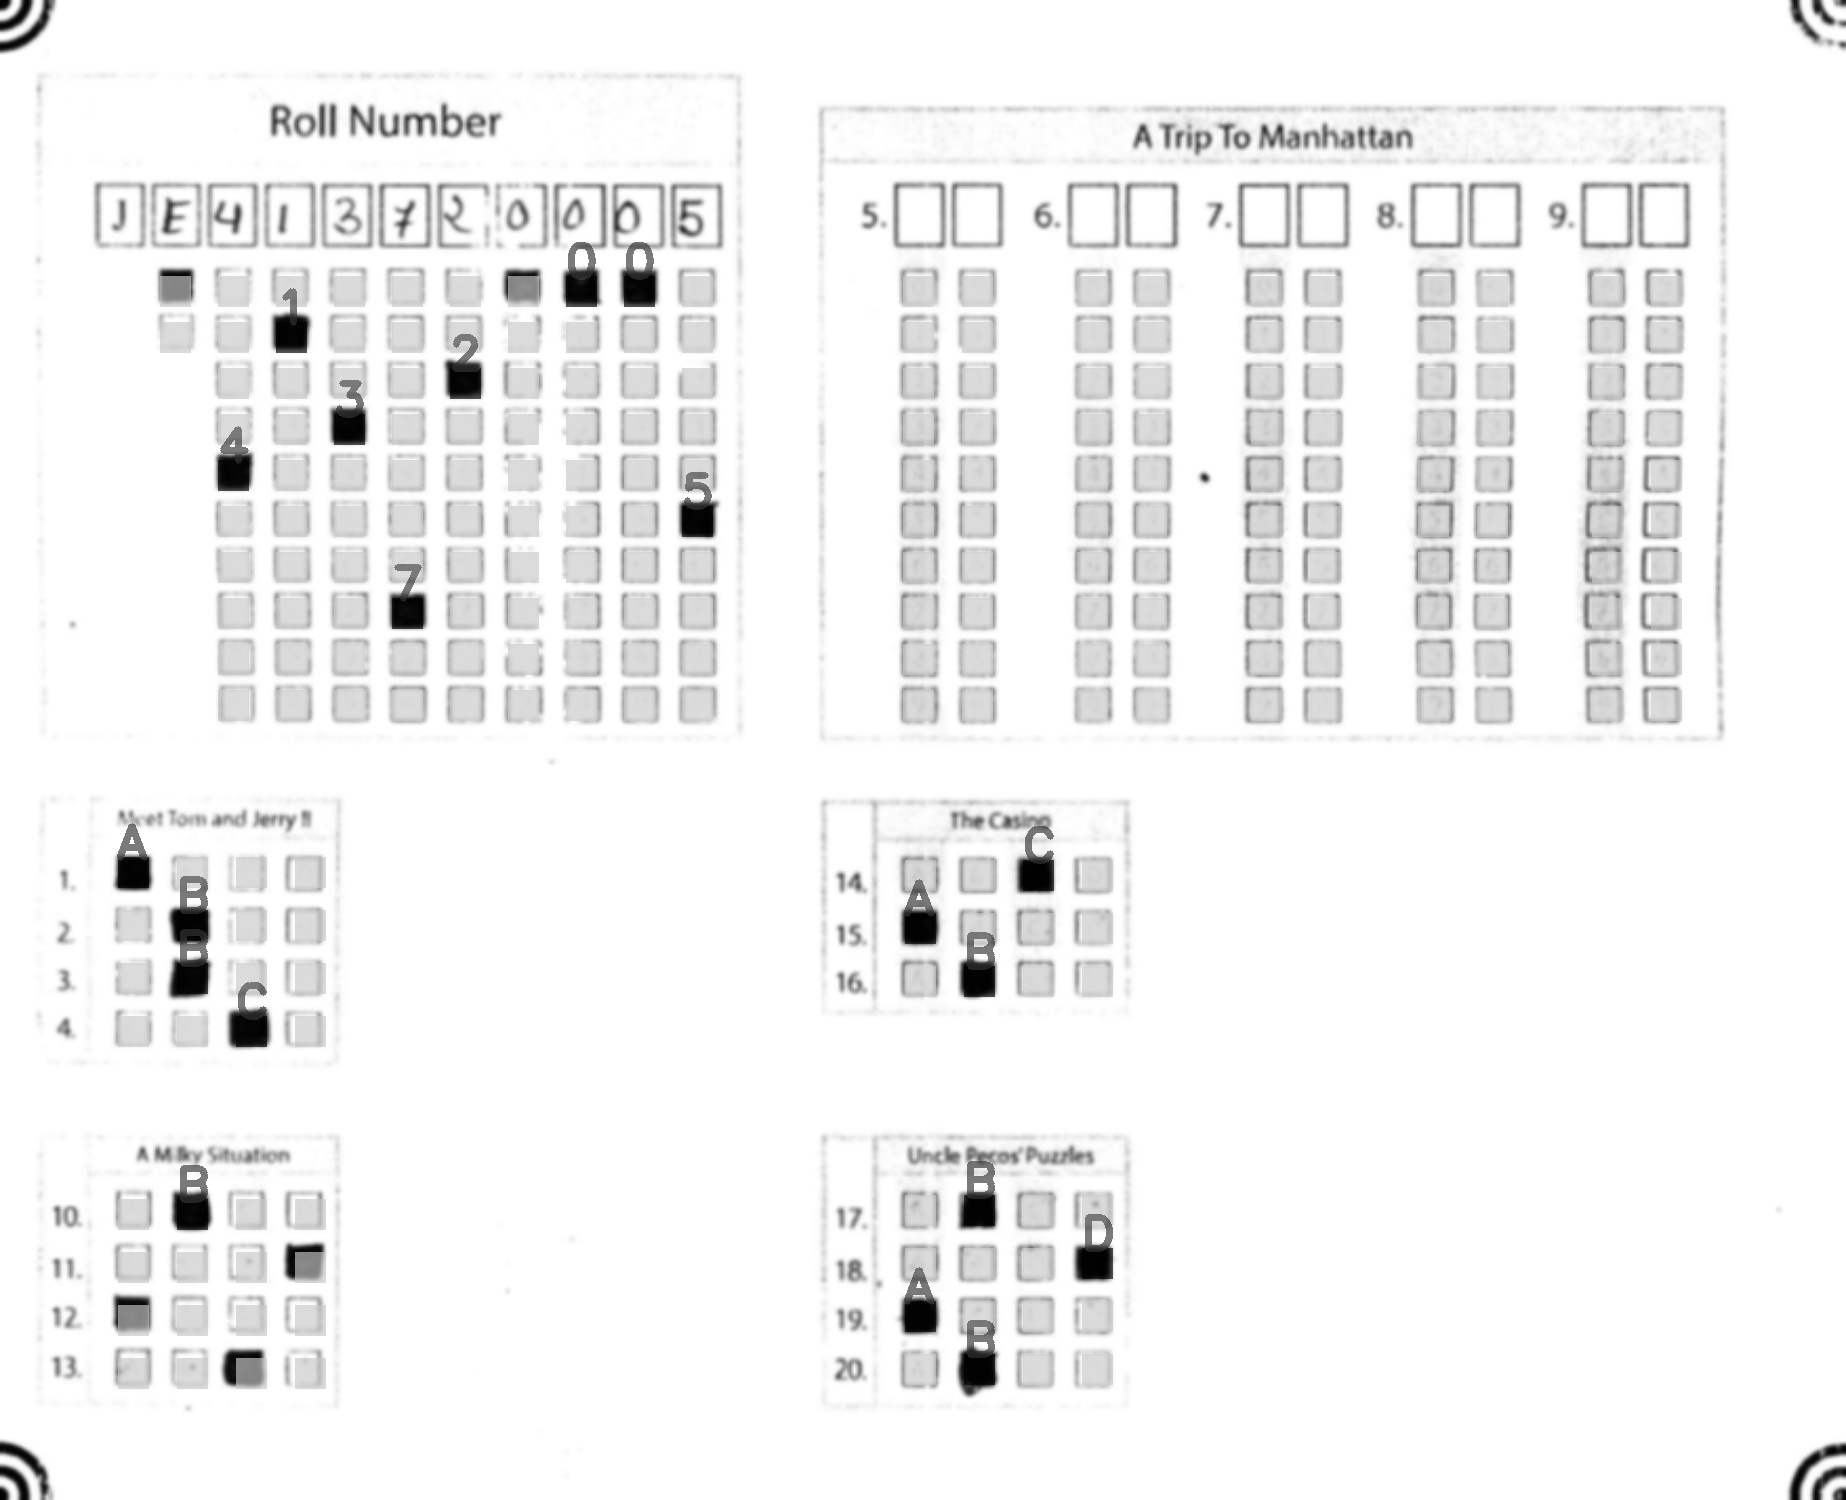 Roll Number
J E 4 1 3 7 2 0 0 0 5
0 0
1
2
3
4
5
7
A Trip To Manhattan
5. 6. 7. 8. 9.
Meet Tom and Jerry !!
A
1.
B
2.
B
3.
C
4.
The Casino
C
14.
A
15.
B
16.
A Milky Situation
B
10.
11.
12.
13.
Uncle Pecos' Puzzles
B
17.
D
18.
A
19.
B
20.